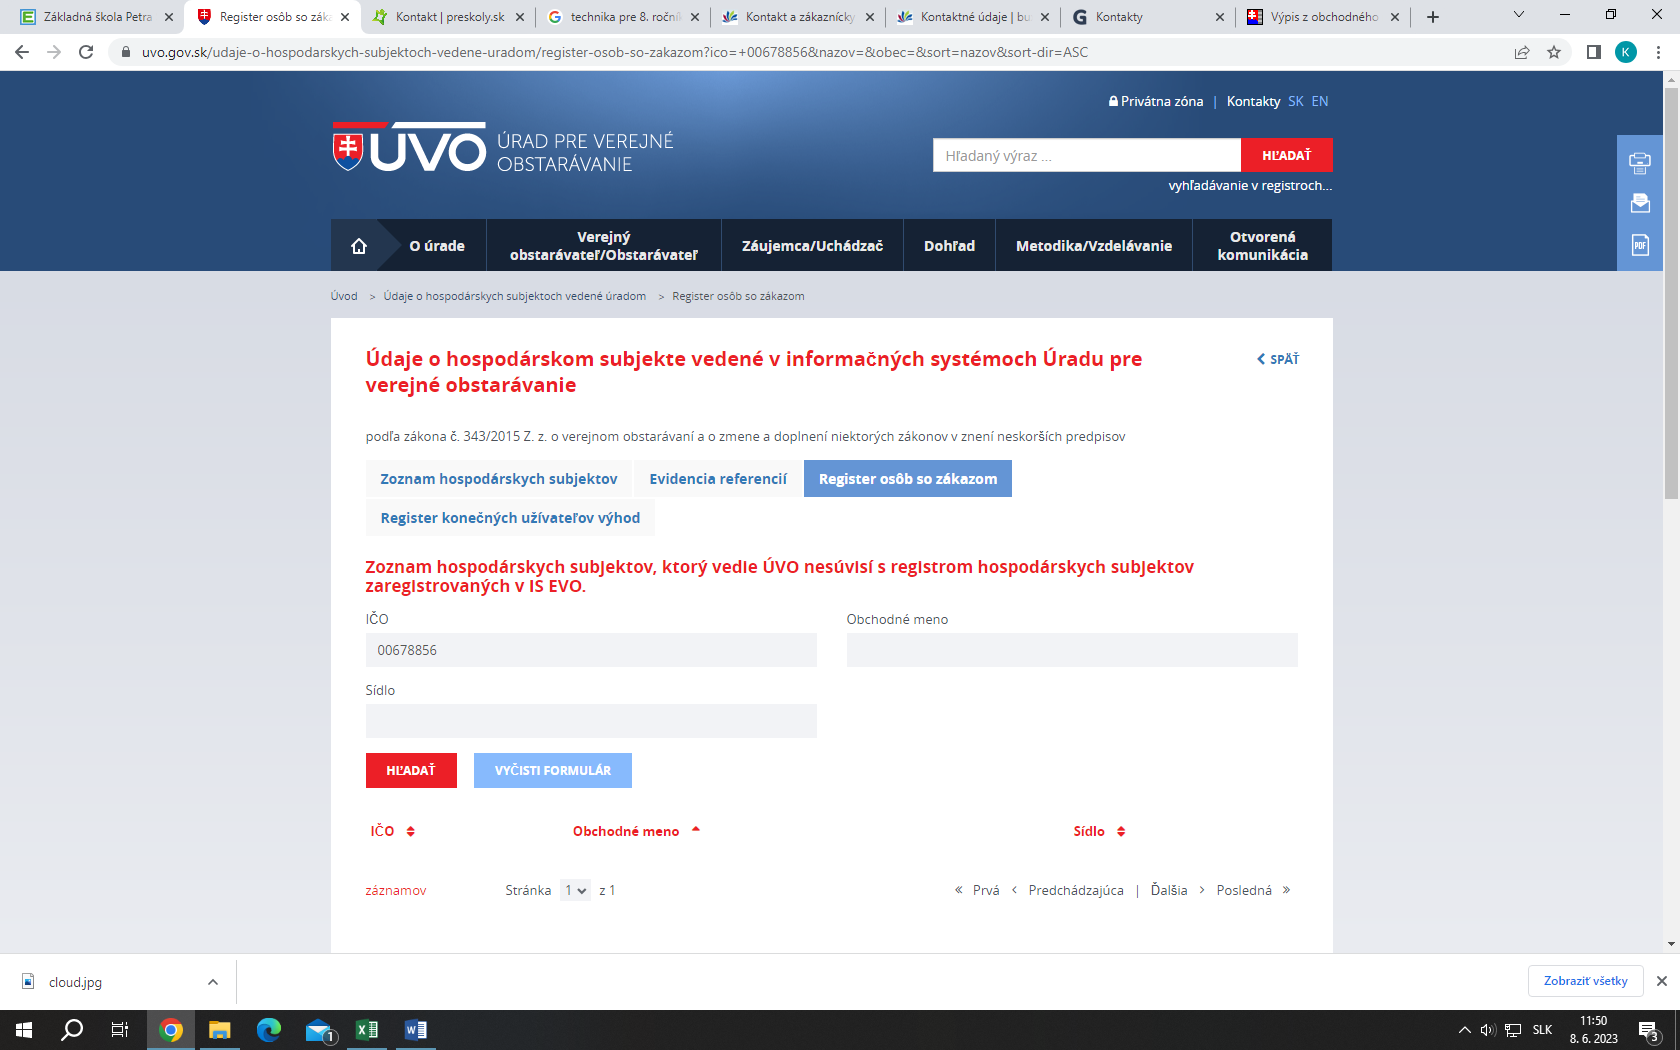 Základná škola Petra
Register osôb so záka
Kontakt | preskoly.sk
technika pre 8. ročník
Kontakt a zákaznícky
Kontaktné údaje | bu
Kontakty
Výpis z obchodného
uvo.gov.sk/udaje-o-hospodarskych-subjektoch-vedene-uradom/register-osob-so-zakazom?ico=+00678856&nazov=&obec=&sort=nazov&sort-dir=ASC
K
Privátna zóna | Kontakty SK EN
ÚVO ÚRAD PRE VEREJNÉ
OBSTARÁVANIE
Hľadaný výraz ...
HĽADAŤ
vyhľadávanie v registroch...
PDF
O úrade
Verejný
obstarávateľ/Obstarávateľ
Záujemca/Uchádzač
Dohľad
Metodika/Vzdelávanie
Otvorená
komunikácia
Úvod > Údaje o hospodárskych subjektoch vedené úradom > Register osôb so zákazom
Údaje o hospodárskom subjekte vedené v informačných systémoch Úradu pre
verejné obstarávanie
SPÄŤ
podľa zákona č. 343/2015 Z. z. o verejnom obstarávaní a o zmene a doplnení niektorých zákonov v znení neskorších predpisov
Zoznam hospodárskych subjektov
Evidencia referencií
Register osôb so zákazom
Register konečných užívateľov výhod
Zoznam hospodárskych subjektov, ktorý vedie ÚVO nesúvisí s registrom hospodárskych subjektov
zaregistrovaných v IS EVO.
IČO
Obchodné meno
00678856
Sídlo
HĽADAŤ
VYČISTI FORMULÁR
IČO
Obchodné meno
Sídlo
záznamov
Stránka 1 z 1
« Prvá ‹ Predchádzajúca | Ďalšia › Posledná »
cloud.jpg
Zobraziť všetky
1
SLK
11:50
8. 6. 2023
3